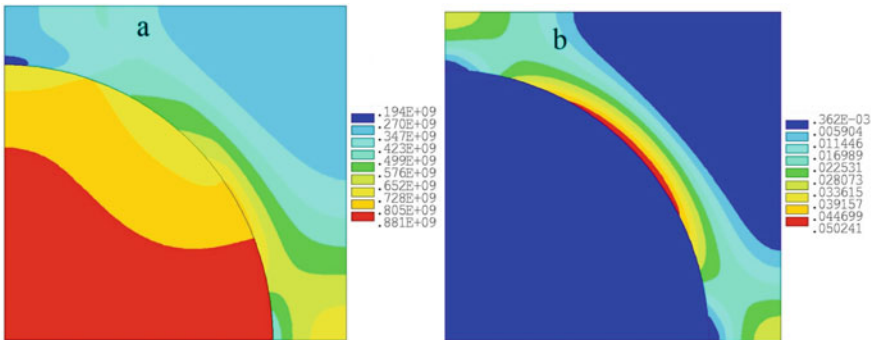 a
.194E+09
.270E+09
.347E+09
.423E+09
.499E+09
.576E+09
.652E+09
.728E+09
.805E+09
.881E+09
b
.362E-03
.005904
.011446
.016989
.022531
.028073
.033615
.039157
.044699
.050241